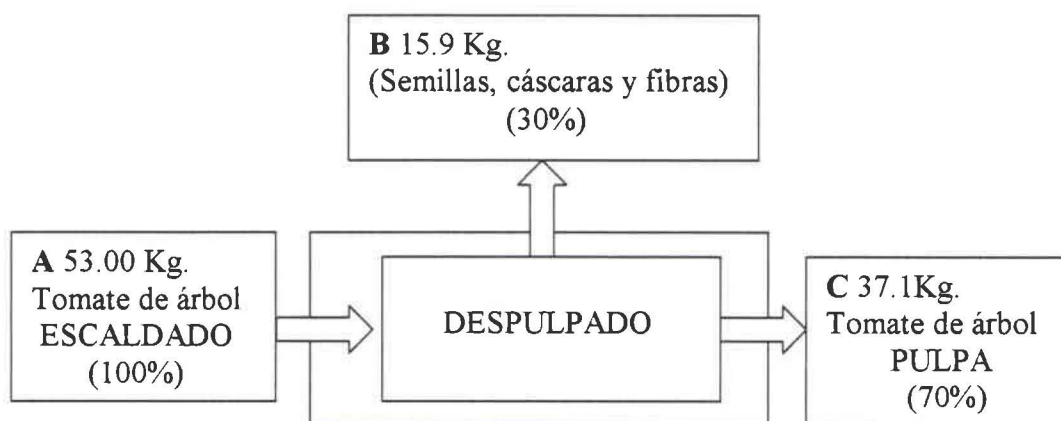 B 15.9 Kg.
(Semillas, cáscaras y fibras)
(30%)
A 53.00 Kg.
Tomate de árbol
ESCALDADO
(100%)
DESPULPADO
C 37.1Kg.
Tomate de árbol
PULPA
(70%)